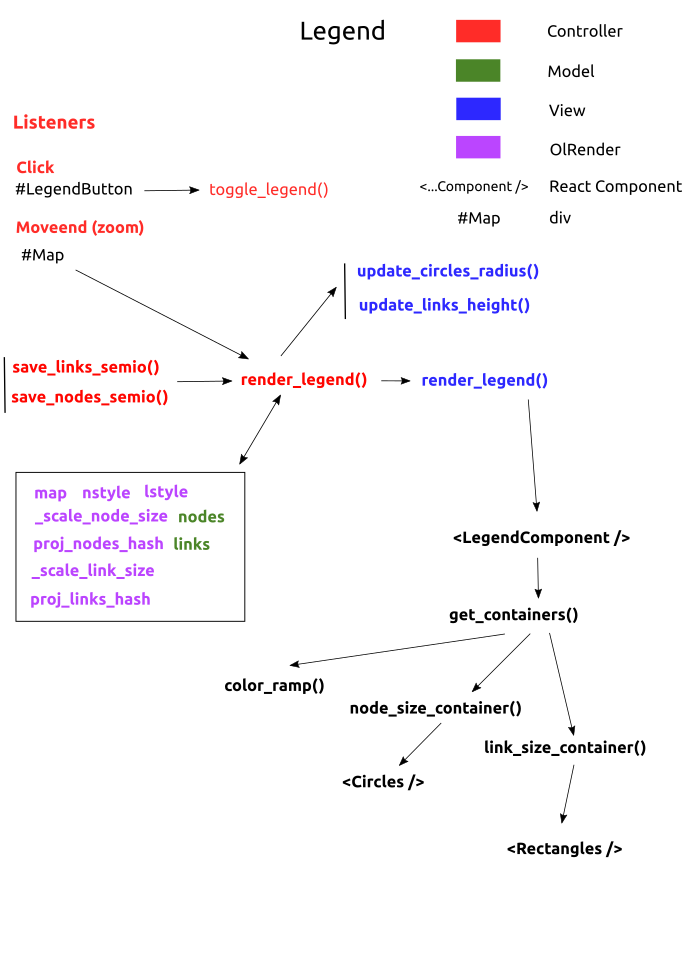 Legend
Controller
Model
View
OlRender
<...Component /> React Component
#Map div
Listeners
Click
#LegendButton toggle_legend()
Moveend (zoom)
#Map
update_circles_radius()
update_links_height()
save_links_semio()
save_nodes_semio()
render_legend() render_legend()
map nstyle lstyle
_scale_node_size nodes
proj_nodes_hash links
_scale_link_size
proj_links_hash
<LegendComponent />
get_containers()
color_ramp()
node_size_container()
link_size_container()
<Circles />
<Rectangles />